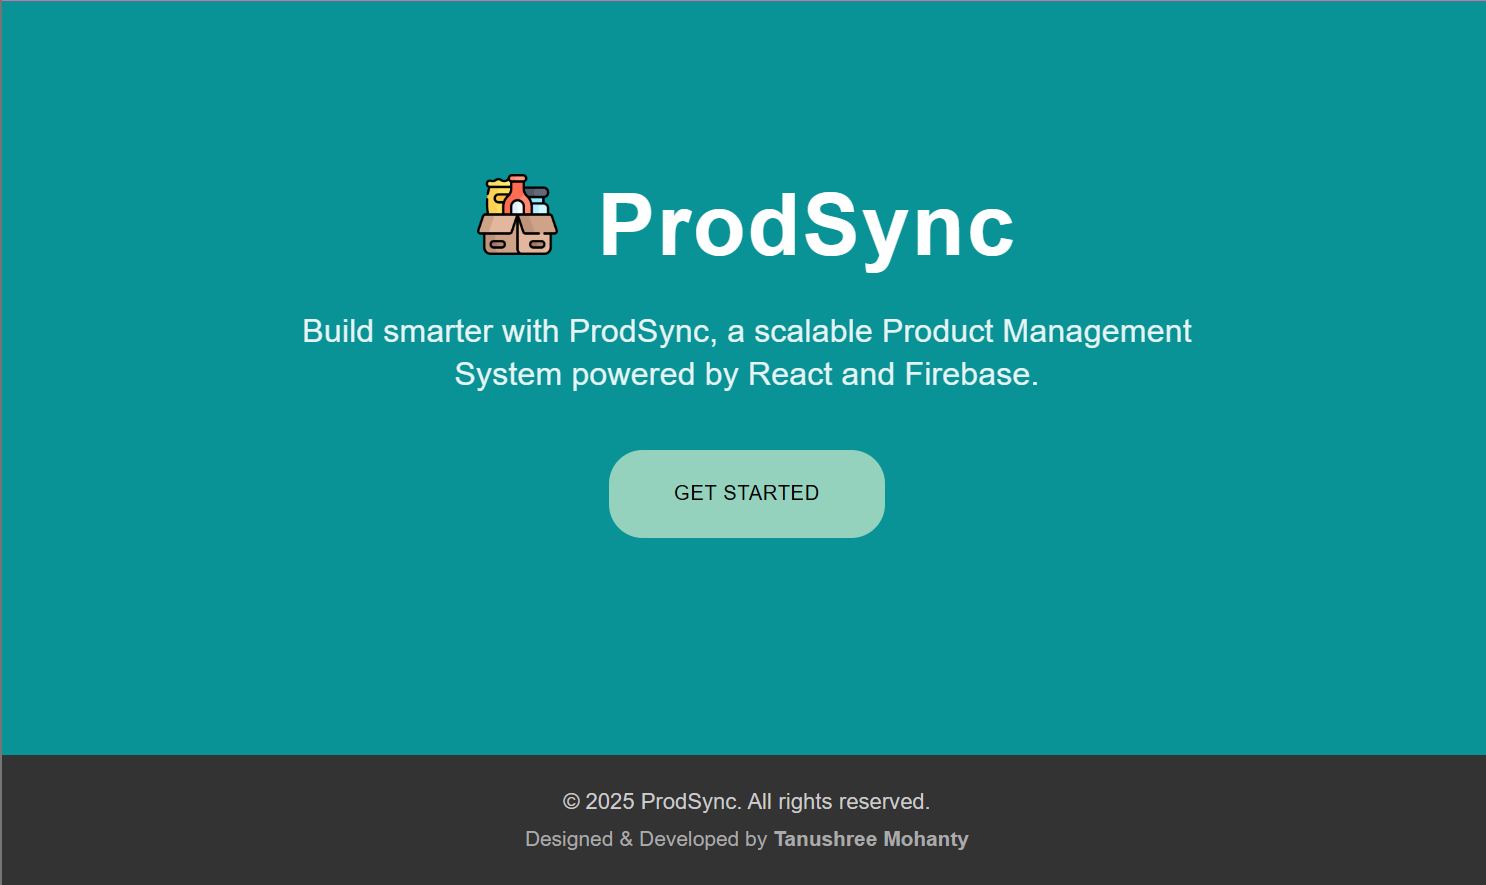 ProdSync
Build smarter with ProdSync, a scalable Product Management
System powered by React and Firebase.
GET STARTED
© 2025 ProdSync. All rights reserved.
Designed & Developed by Tanushree Mohanty